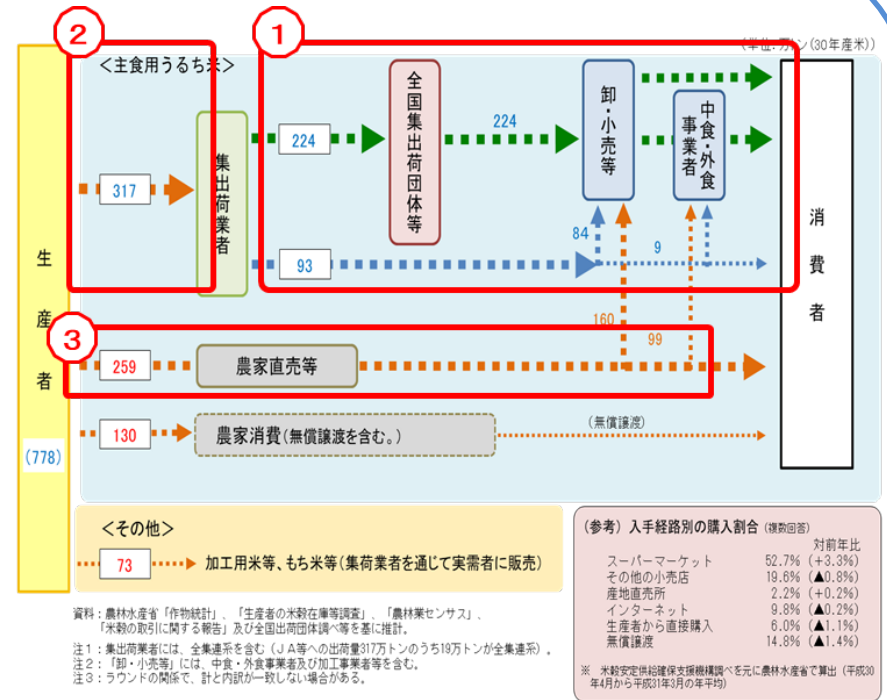 ②
①
(単位:万トン(30年産米))
<主食用うるち米>
生産者
(778)
317
集出荷業者
224
全国集出荷団体等
224
卸・小売等
中食・外食事業者
消費者
93
84
9
160
99
③
259
農家直売等
130
農家消費(無償譲渡を含む。)
(無償譲渡)
<その他>
73
加工用米等、もち米等(集荷業者を通じて実需者に販売)
(参考)入手経路別の購入割合 (複数回答)
対前年比
スーパーマーケット 52.7% (+3.3%)
その他の小売店 19.6% (▲0.8%)
産地直売所 2.2% (+0.2%)
インターネット 9.8% (▲0.2%)
生産者から直接購入 6.0% (▲1.1%)
無償譲渡 14.8% (▲1.4%)
※ 米穀安定供給確保支援機構調べを元に農林水産省で算出(平成30
年4月から平成31年3月の年平均)
資料:農林水産省「作物統計」、「生産者の米穀在庫等調査」、「農林業センサス」、
「米穀の取引に関する報告」及び全国出荷団体調べ等を基に推計。
注1:集出荷業者には、全集連系を含む(JA等への出荷量317万トンのうち19万トンが全集連系)。
注2:「卸・小売等」には、中食・外食事業者及び加工事業者等を含む。
注3:ラウンドの関係で、計と内訳が一致しない場合がある。